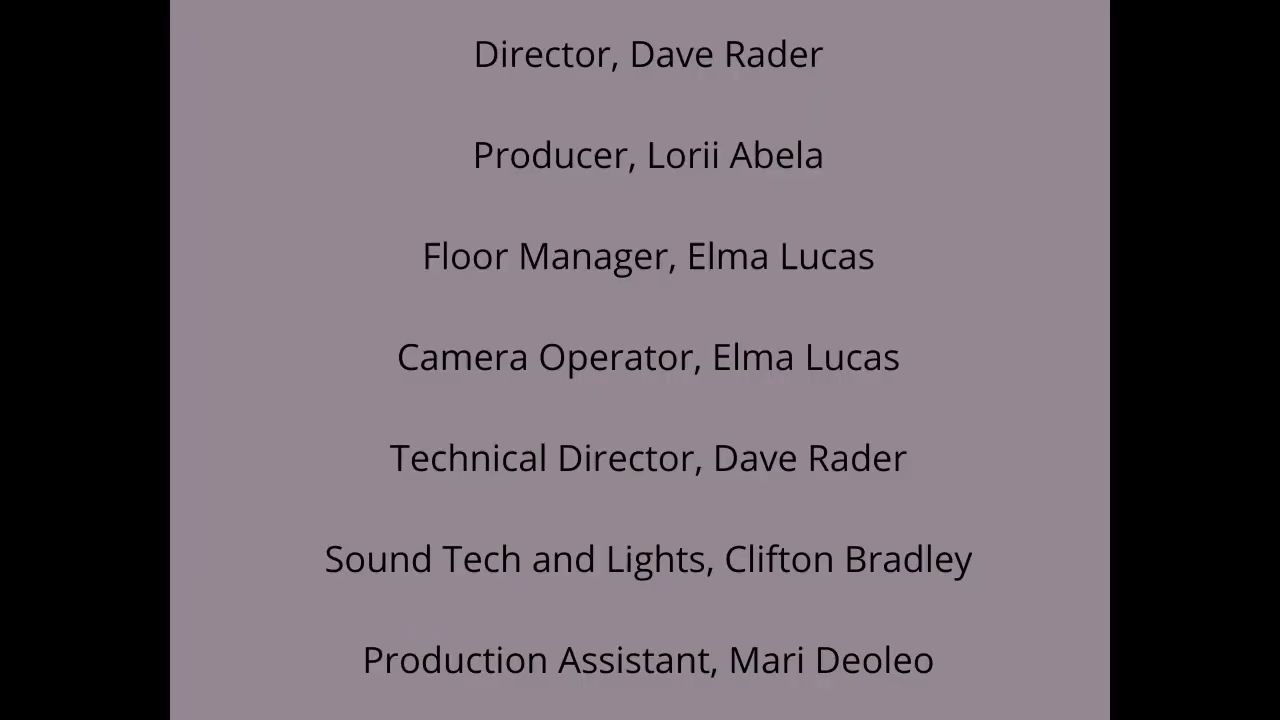 Director, Dave Rader
Producer, Lorii Abela
Floor Manager, Elma Lucas
Camera Operator, Elma Lucas
Technical Director, Dave Rader
Sound Tech and Lights, Clifton Bradley
Production Assistant, Mari Deoleo